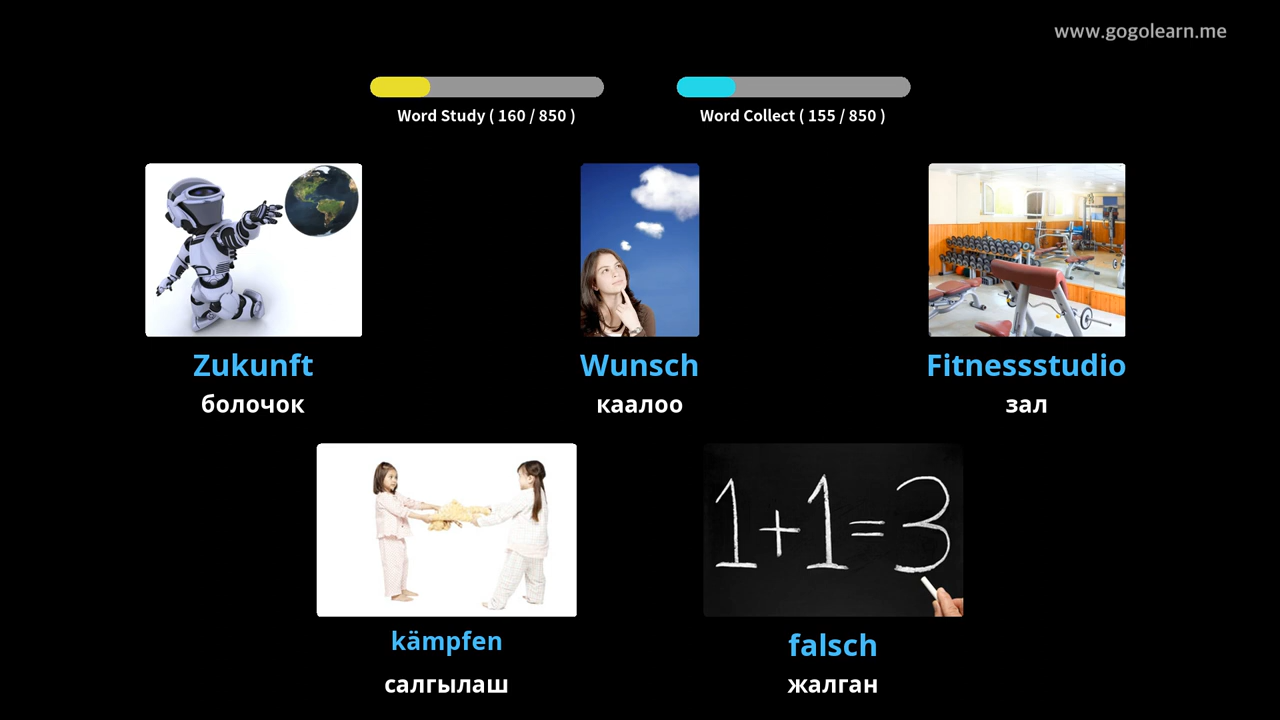 www.gogolearn.me
Word Study ( 160 / 850 )
Word Collect ( 155 / 850 )
Zukunft
болочок
Wunsch
каалоо
Fitnessstudio
зал
kämpfen
салгылаш
1+1=3
falsch
жалган